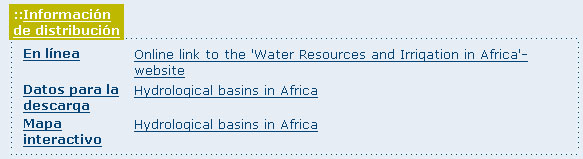 ::Información
de distribución
En línea Online link to the 'Water Resources and Irrigation in Africa'-
website
Datos para la Hydrological basins in Africa
descarga
Mapa Hydrological basins in Africa
interactivo